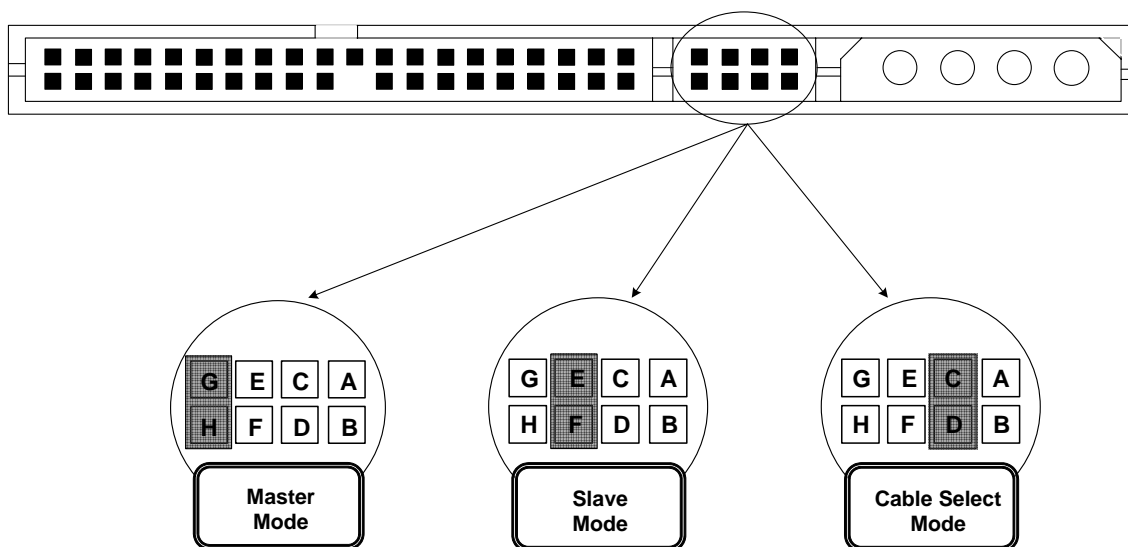 G E C A
H F D B
Master
Mode
G E C A
H F D B
Slave
Mode
G E C A
H F D B
Cable Select
Mode